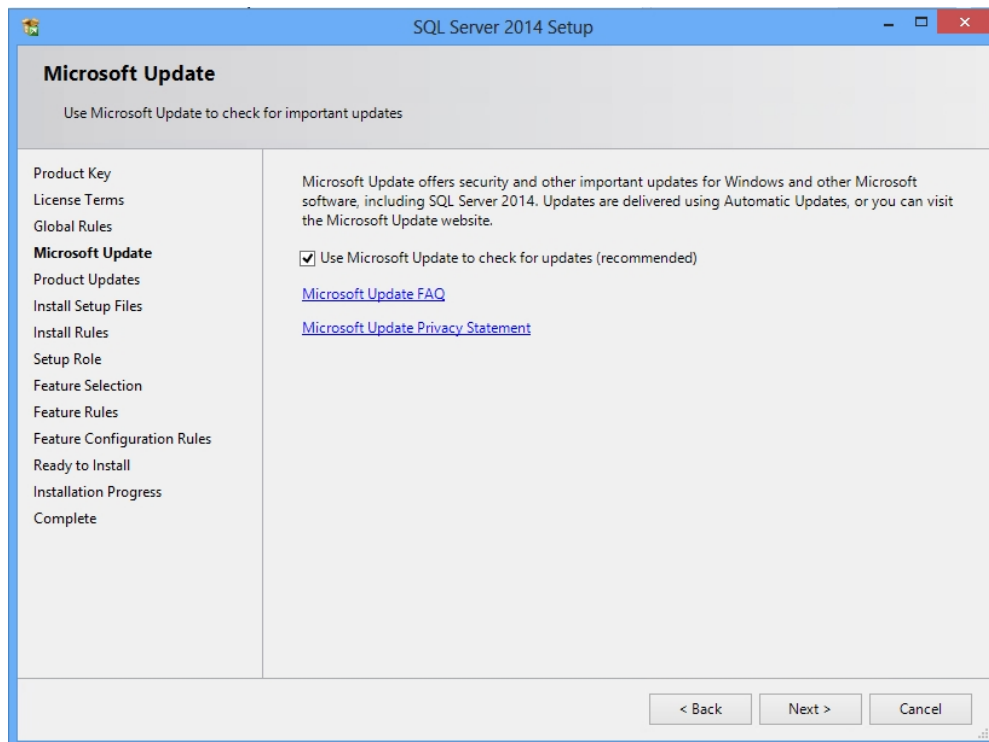 SQL Server 2014 Setup
Microsoft Update
Use Microsoft Update to check for important updates
Product Key
License Terms
Global Rules
Microsoft Update
Product Updates
Install Setup Files
Install Rules
Setup Role
Feature Selection
Feature Rules
Feature Configuration Rules
Ready to Install
Installation Progress
Complete
Microsoft Update offers security and other important updates for Windows and other Microsoft
software, including SQL Server 2014. Updates are delivered using Automatic Updates, or you can visit
the Microsoft Update website.
Use Microsoft Update to check for updates (recommended)
Microsoft Update FAQ
Microsoft Update Privacy Statement
< Back
Next >
Cancel